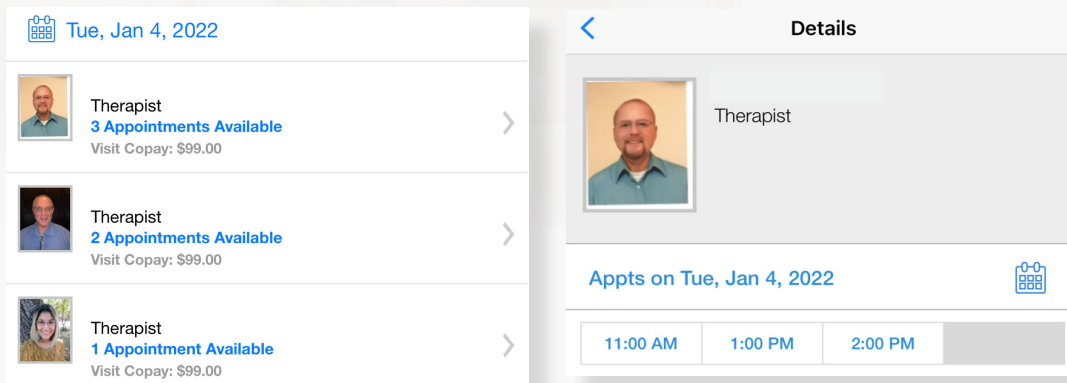 Tue, Jan 4, 2022
Therapist
3 Appointments Available
Visit Copay: $99.00
Therapist
2 Appointments Available
Visit Copay: $99.00
Therapist
1 Appointment Available
Visit Copay: $99.00
Details
Therapist
Appts on Tue, Jan 4, 2022
11:00 AM 1:00 PM 2:00 PM